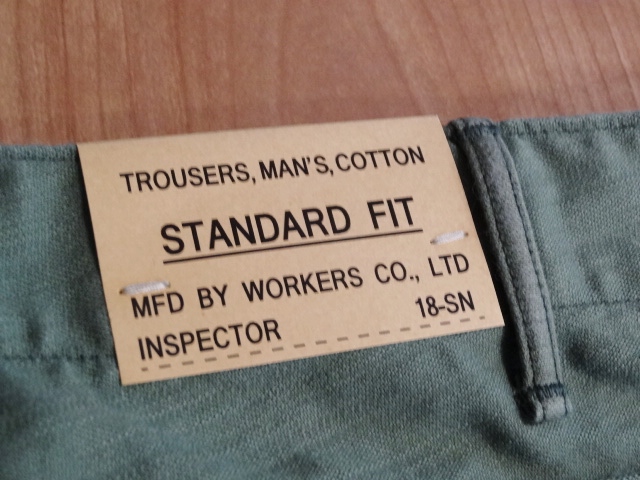 TROUSERS, MAN'S, COTTON
STANDARD FIT
MFD BY WORKERS CO., LTD
INSPECTOR 18-SN